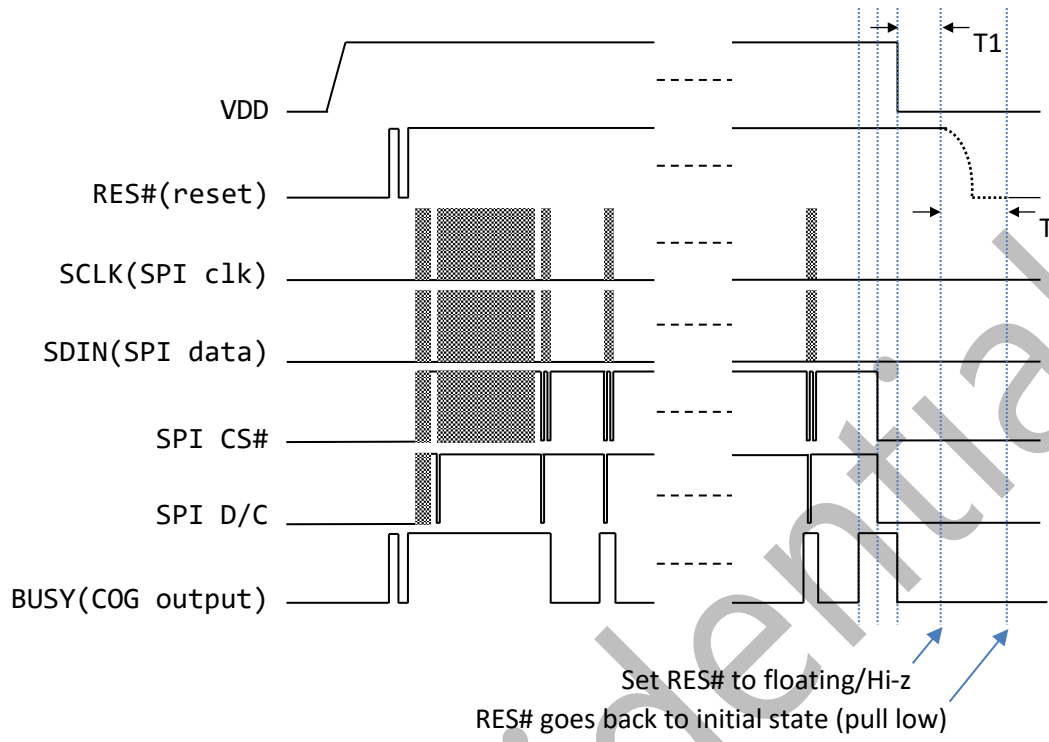 T1
VDD
RES#(reset)
T
SCLK(SPI clk)
SDIN(SPI data)
SPI CS#
SPI D/C
BUSY(COG output)
Set RES# to floating/Hi-z
RES# goes back to initial state (pull low)
idential